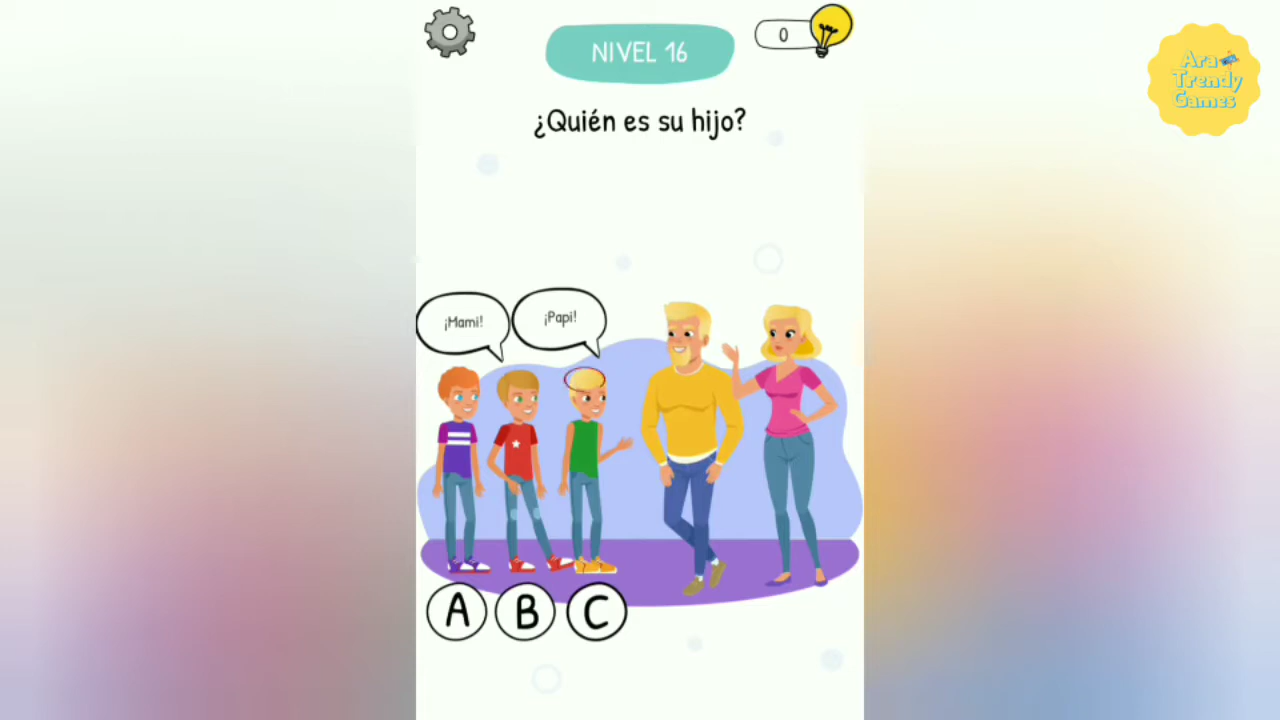 NIVEL 16
0
Ara
Trendy
Games
¿Quién es su hijo?
¡Mami!
¡Papi!
A
B
C